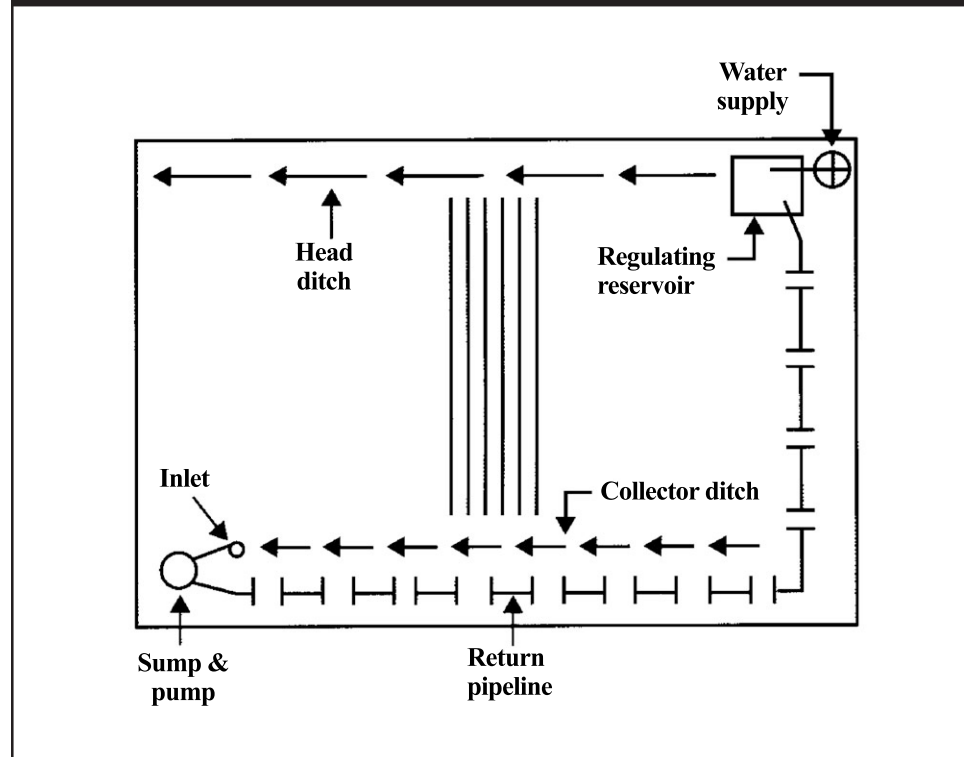 Water
supply
Head
ditch
Regulating
reservoir
Inlet
Collector ditch
Sump &
pump
Return
pipeline